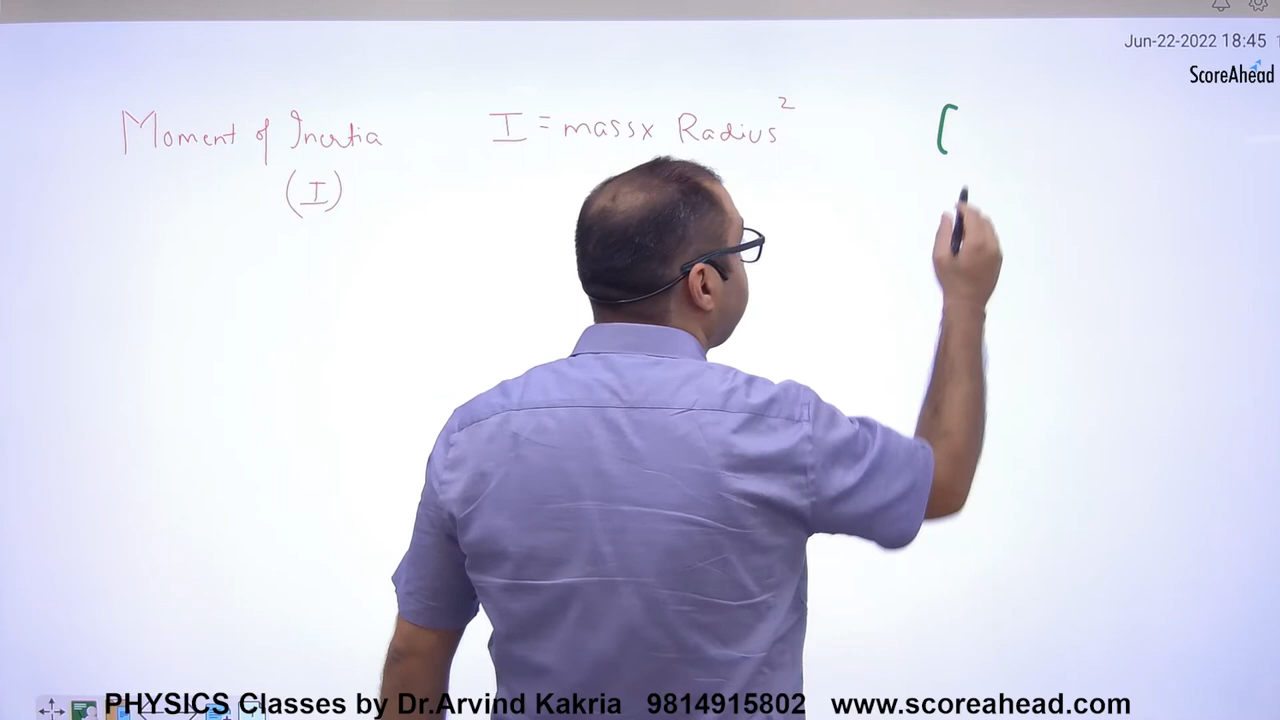 Jun-22-2022 18:45
ScoreAhead
Moment of Inertia I = mass x Radius² [
(I)
PHYSICS Classes by Dr.Arvind Kakria 9814915802 www.scoreahead.com